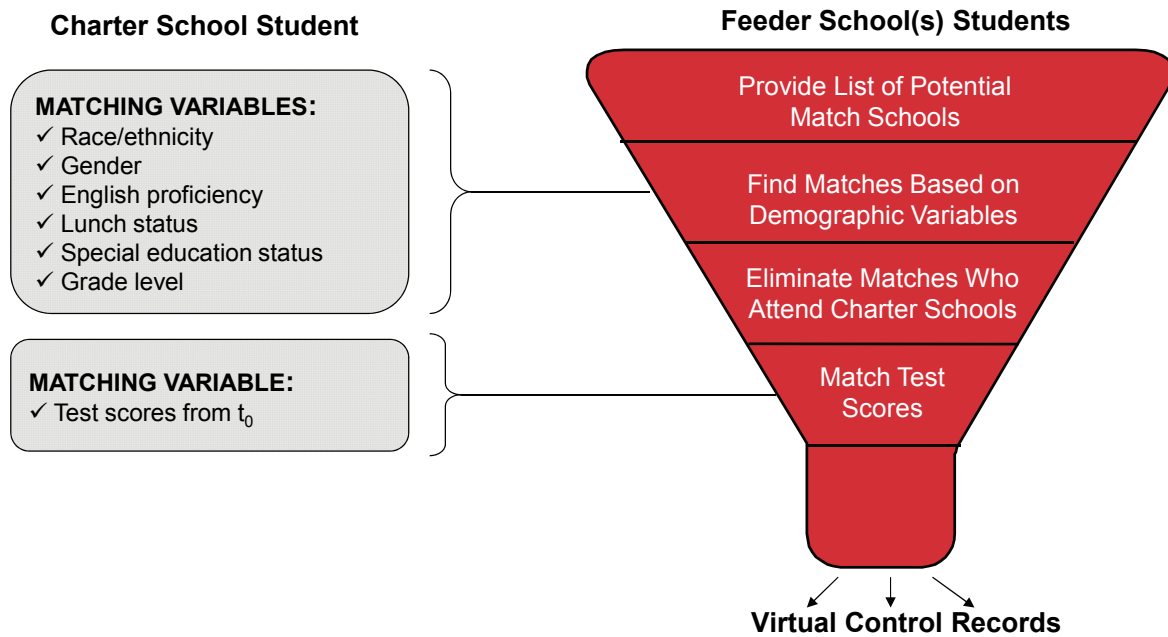 Charter School Student
MATCHING VARIABLES:
✓ Race/ethnicity
✓ Gender
✓ English proficiency
✓ Lunch status
✓ Special education status
✓ Grade level
MATCHING VARIABLE:
✓ Test scores from t₀
Feeder School(s) Students
Provide List of Potential
Match Schools
Find Matches Based on
Demographic Variables
Eliminate Matches Who
Attend Charter Schools
Match Test
Scores
Virtual Control Records